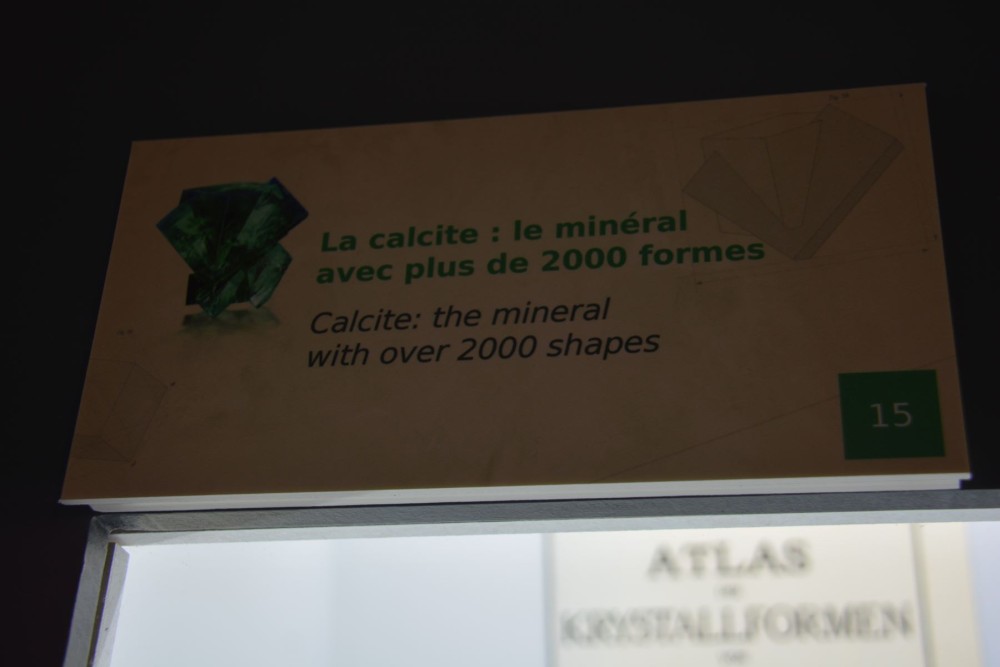 La calcite : le minéral
avec plus de 2000 formes
Calcite: the mineral
with over 2000 shapes
15
ATLAS
KRYSTALLFORMEN